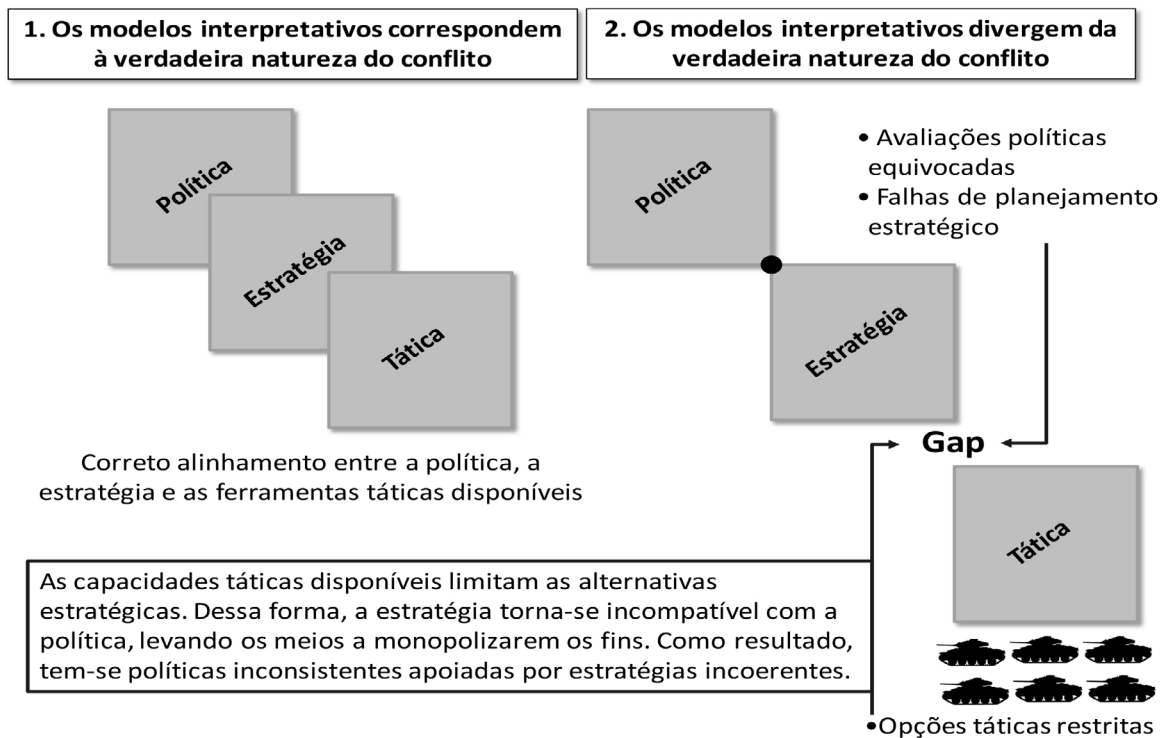 1. Os modelos interpretativos correspondem
à verdadeira natureza do conflito
2. Os modelos interpretativos divergem da
verdadeira natureza do conflito
Política
Estratégia
Tática
Correto alinhamento entre a política, a
estratégia e as ferramentas táticas disponíveis
Política
Estratégia
• Avaliações políticas
equivocadas
• Falhas de planejamento
estratégico
Gap
Tática
As capacidades táticas disponíveis limitam as alternativas
estratégicas. Dessa forma, a estratégia torna-se incompatível com a
política, levando os meios a monopolizarem os fins. Como resultado,
tem-se políticas inconsistentes apoiadas por estratégias incoerentes.
•Opções táticas restritas